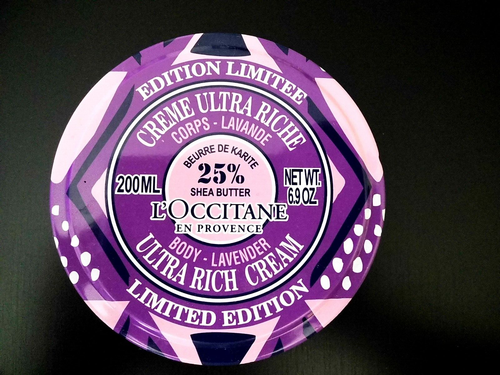 EDITION LIMITEE
CREME ULTRA RICHE
CORPS - LAVANDE
BEURRE DE KARITE
25%
SHEA BUTTER
200ML
NET WT.
6.9 OZ.
L'OCCITANE
EN PROVENCE
BODY - LAVENDER
ULTRA RICH CREAM
LIMITED EDITION